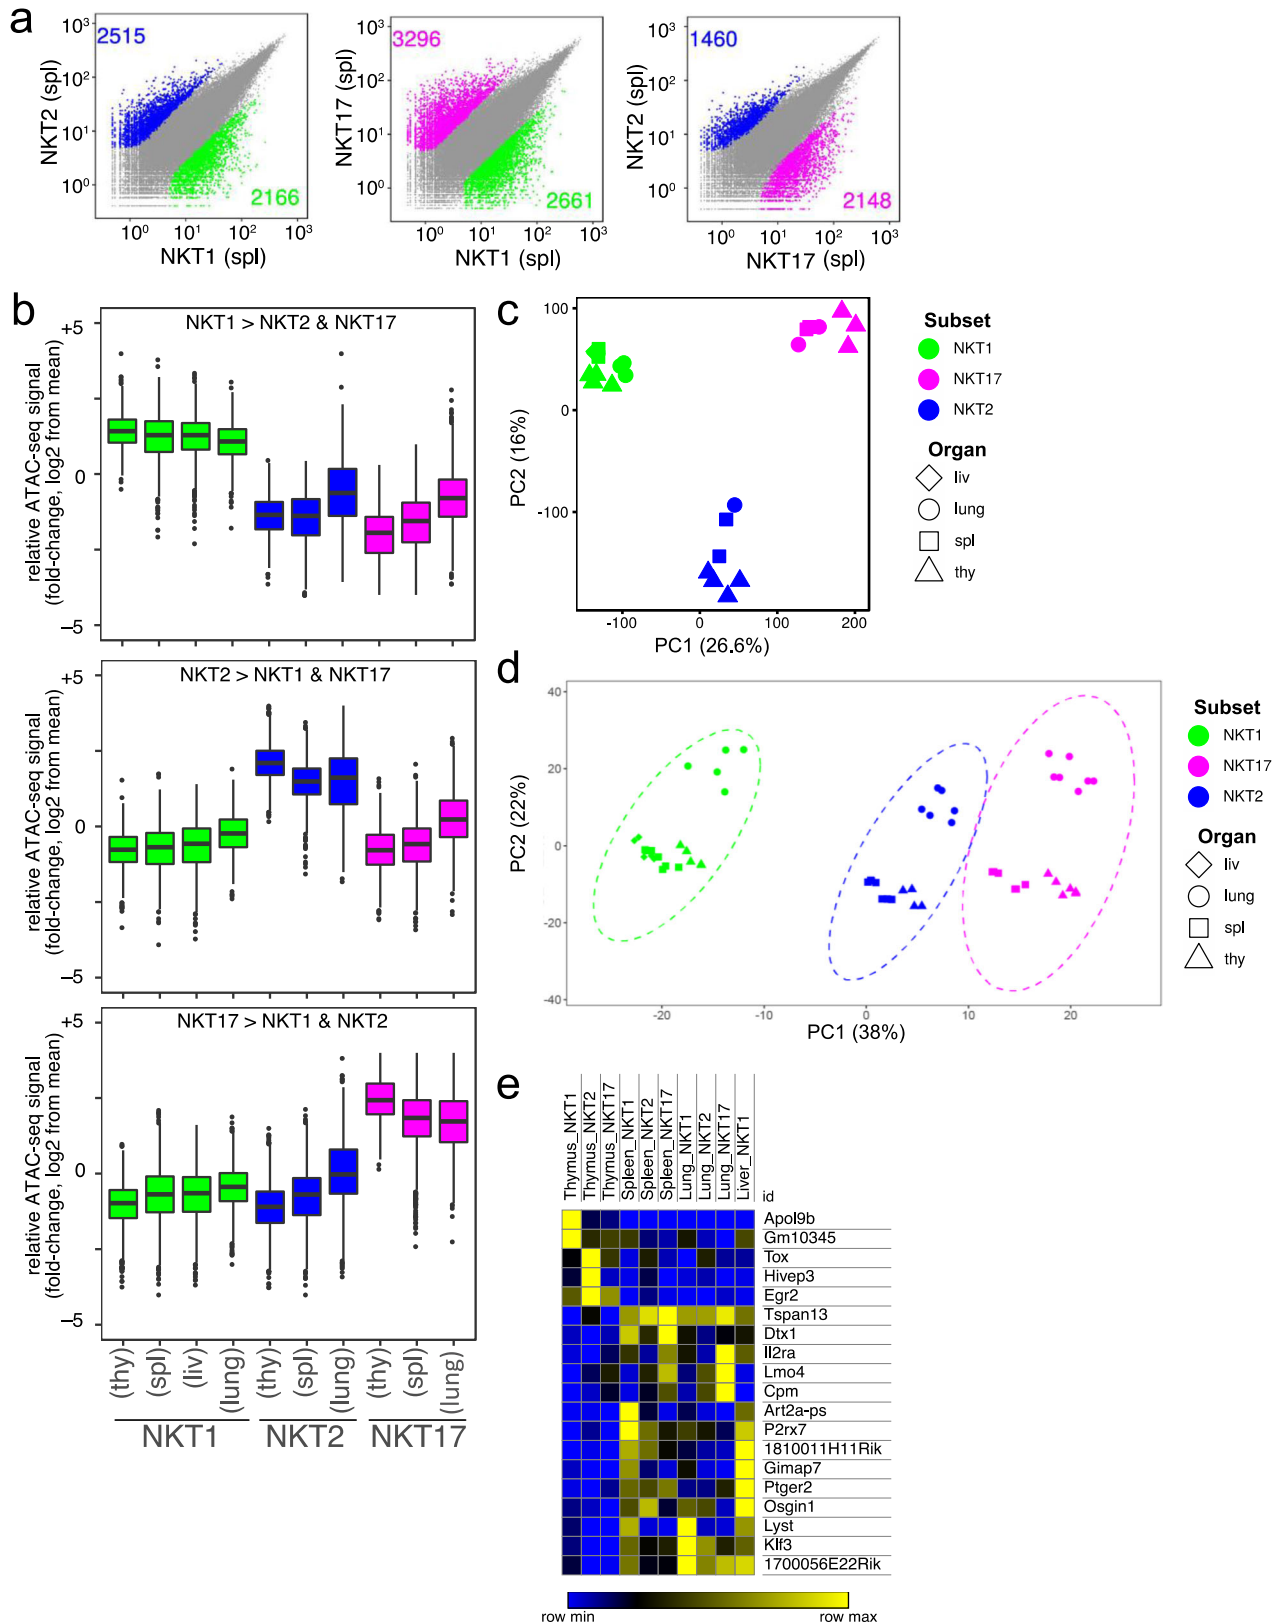 a
10³
10²
10¹
10⁰
NKT2 (spl)
2515
2166
10⁰ 10¹ 10² 10³
NKT1 (spl)
10³
10²
10¹
10⁰
NKT17 (spl)
3296
2661
10⁰ 10¹ 10² 10³
NKT1 (spl)
10³
10²
10¹
10⁰
NKT2 (spl)
1460
2148
10⁰ 10¹ 10² 10³
NKT17 (spl)
b
NKT1 > NKT2 & NKT17
+5
0
–5
relative ATAC-seq signal
(fold-change, log2 from mean)
NKT2 > NKT1 & NKT17
+5
0
–5
relative ATAC-seq signal
(fold-change, log2 from mean)
NKT17 > NKT1 & NKT2
+5
0
–5
relative ATAC-seq signal
(fold-change, log2 from mean)
(thy) (spl) (liv) (lung) (thy) (spl) (lung) (thy) (spl) (lung)
NKT1 NKT2 NKT17
c
100
0
-100
PC2 (16%)
-100 0 100 200
PC1 (26.6%)
Subset
NKT1
NKT17
NKT2
Organ
liv
lung
spl
thy
d
40
20
0
-20
-40
PC2 (22%)
-20 -10 0 10 20
PC1 (38%)
Subset
NKT1
NKT17
NKT2
Organ
liv
lung
spl
thy
e
Thymus_NKT1
Thymus_NKT2
Thymus_NKT17
Spleen_NKT1
Spleen_NKT2
Spleen_NKT17
Lung_NKT1
Lung_NKT2
Lung_NKT17
Liver_NKT1
id
Apol9b
Gm10345
Tox
Hivep3
Egr2
Tspan13
Dtx1
Il2ra
Lmo4
Cpm
Art2a-ps
P2rx7
1810011H11Rik
Gimap7
Ptger2
Osgin1
Lyst
Klf3
1700056E22Rik
row min row max